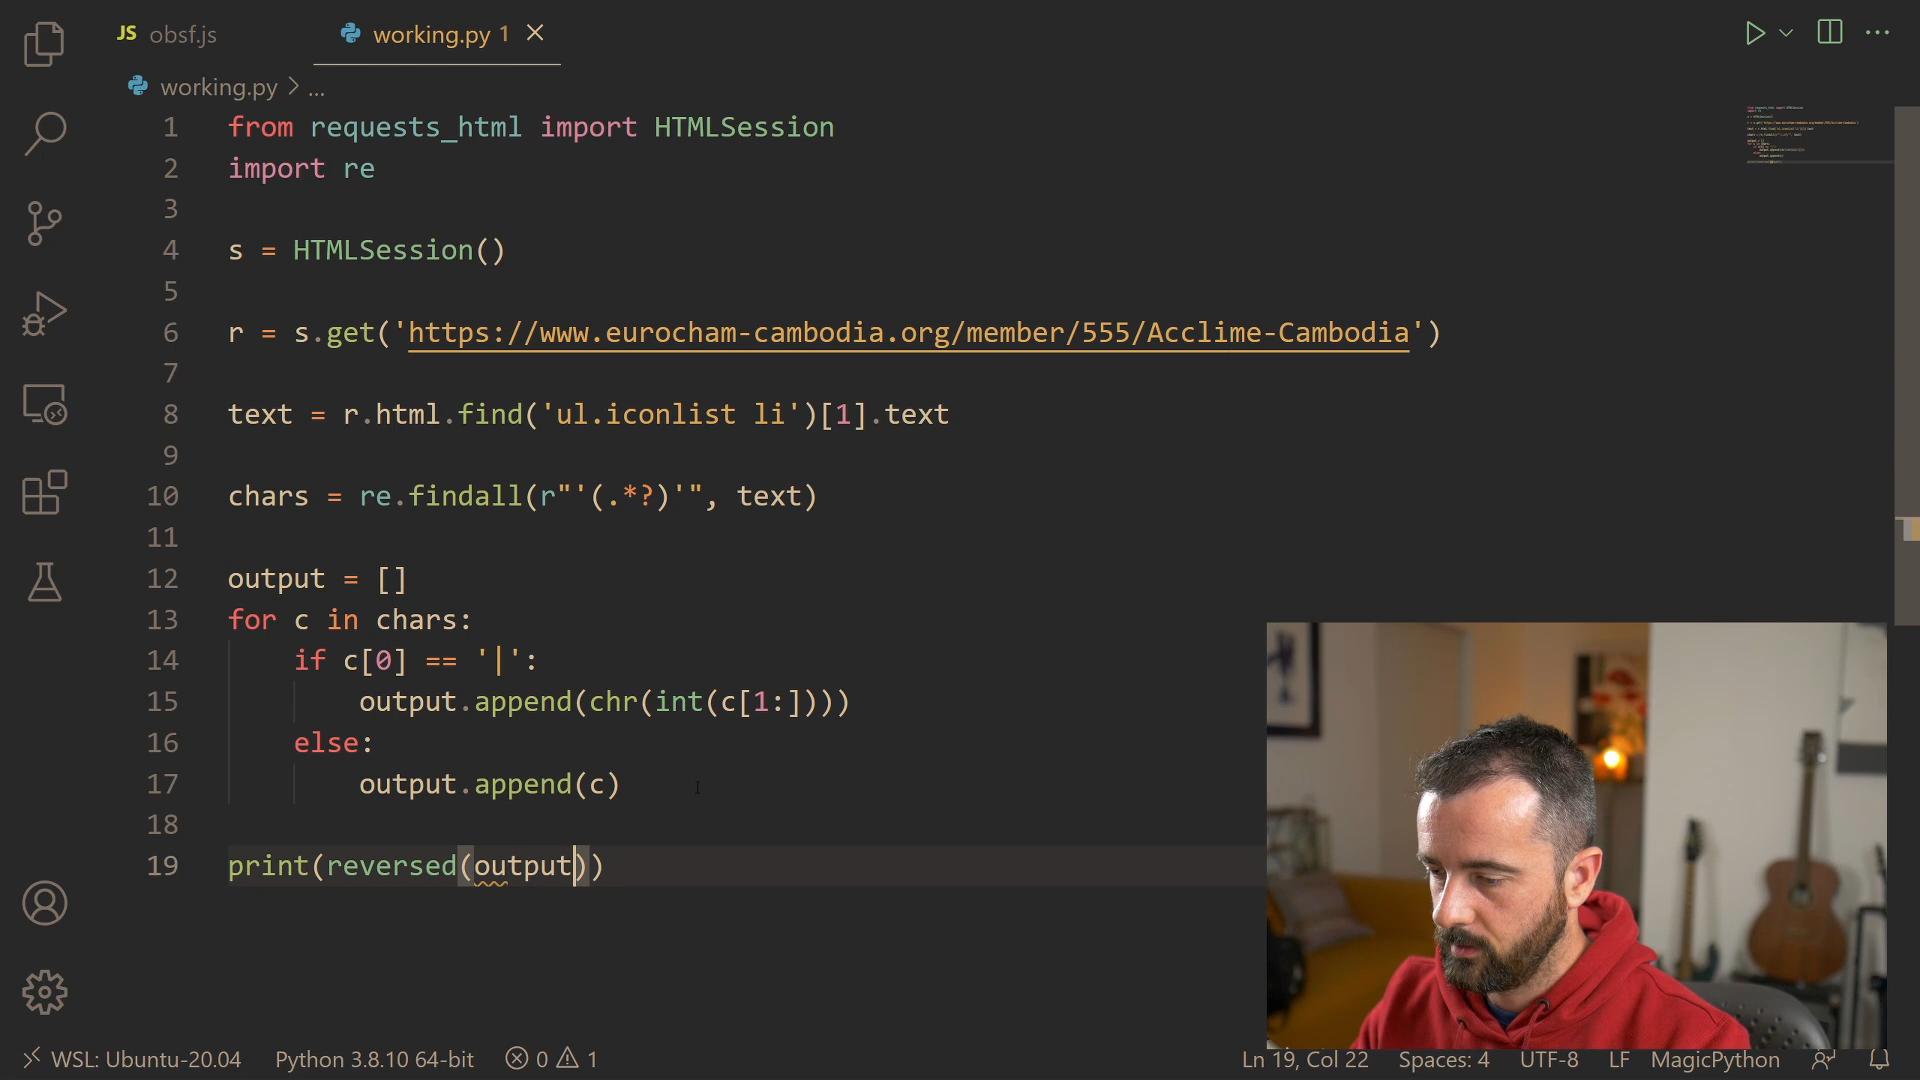 JS obsf.js
working.py 1
working.py > ...
1 from requests_html import HTMLSession
2 import re
3
4 s = HTMLSession()
5
6 r = s.get('https://www.eurocham-cambodia.org/member/555/Acclime-Cambodia')
7
8 text = r.html.find('ul.iconlist li')[1].text
9
10 chars = re.findall(r"'(.*?)'", text)
11
12 output = []
13 for c in chars:
14 if c[0] == '|':
15 output.append(chr(int(c[1:])))
16 else:
17 output.append(c)
18
19 print(reversed(output))
WSL: Ubuntu-20.04 Python 3.8.10 64-bit 0 1 Ln 19, Col 22 Spaces: 4 UTF-8 LF MagicPython